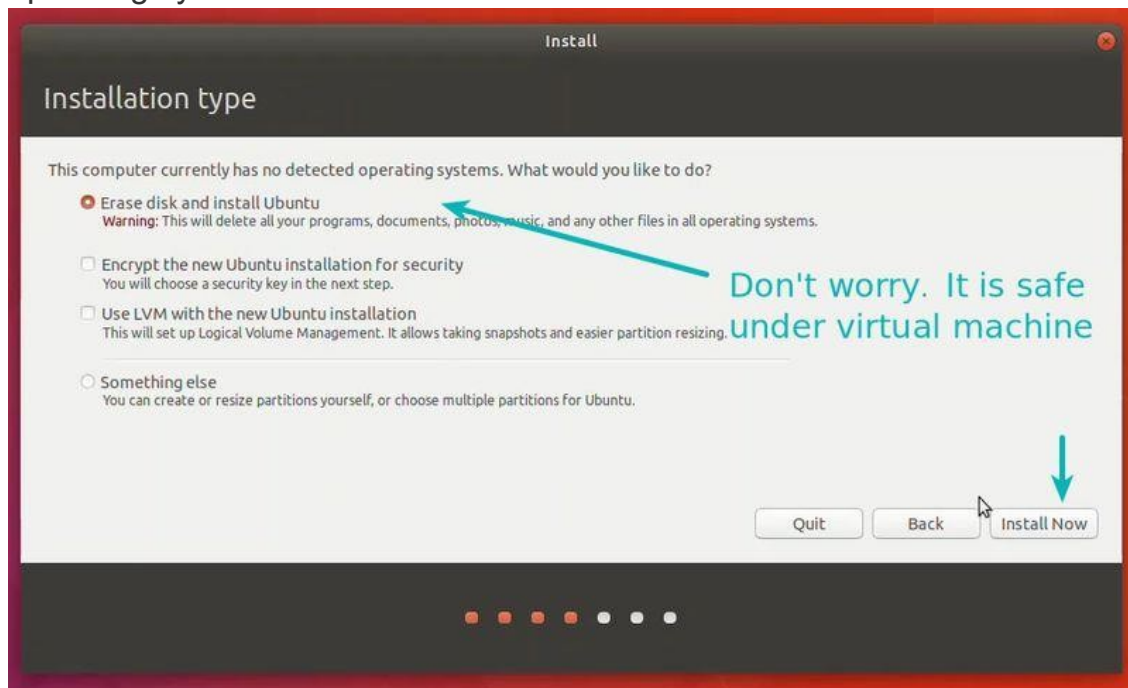 Install
Installation type
This computer currently has no detected operating systems. What would you like to do?
Erase disk and install Ubuntu
Warning: This will delete all your programs, documents, photos, music, and any other files in all operating systems.
Encrypt the new Ubuntu installation for security
You will choose a security key in the next step.
Use LVM with the new Ubuntu installation
This will set up Logical Volume Management. It allows taking snapshots and easier partition resizing.
Don't worry. It is safe
under virtual machine
Something else
You can create or resize partitions yourself, or choose multiple partitions for Ubuntu.
Quit Back Install Now